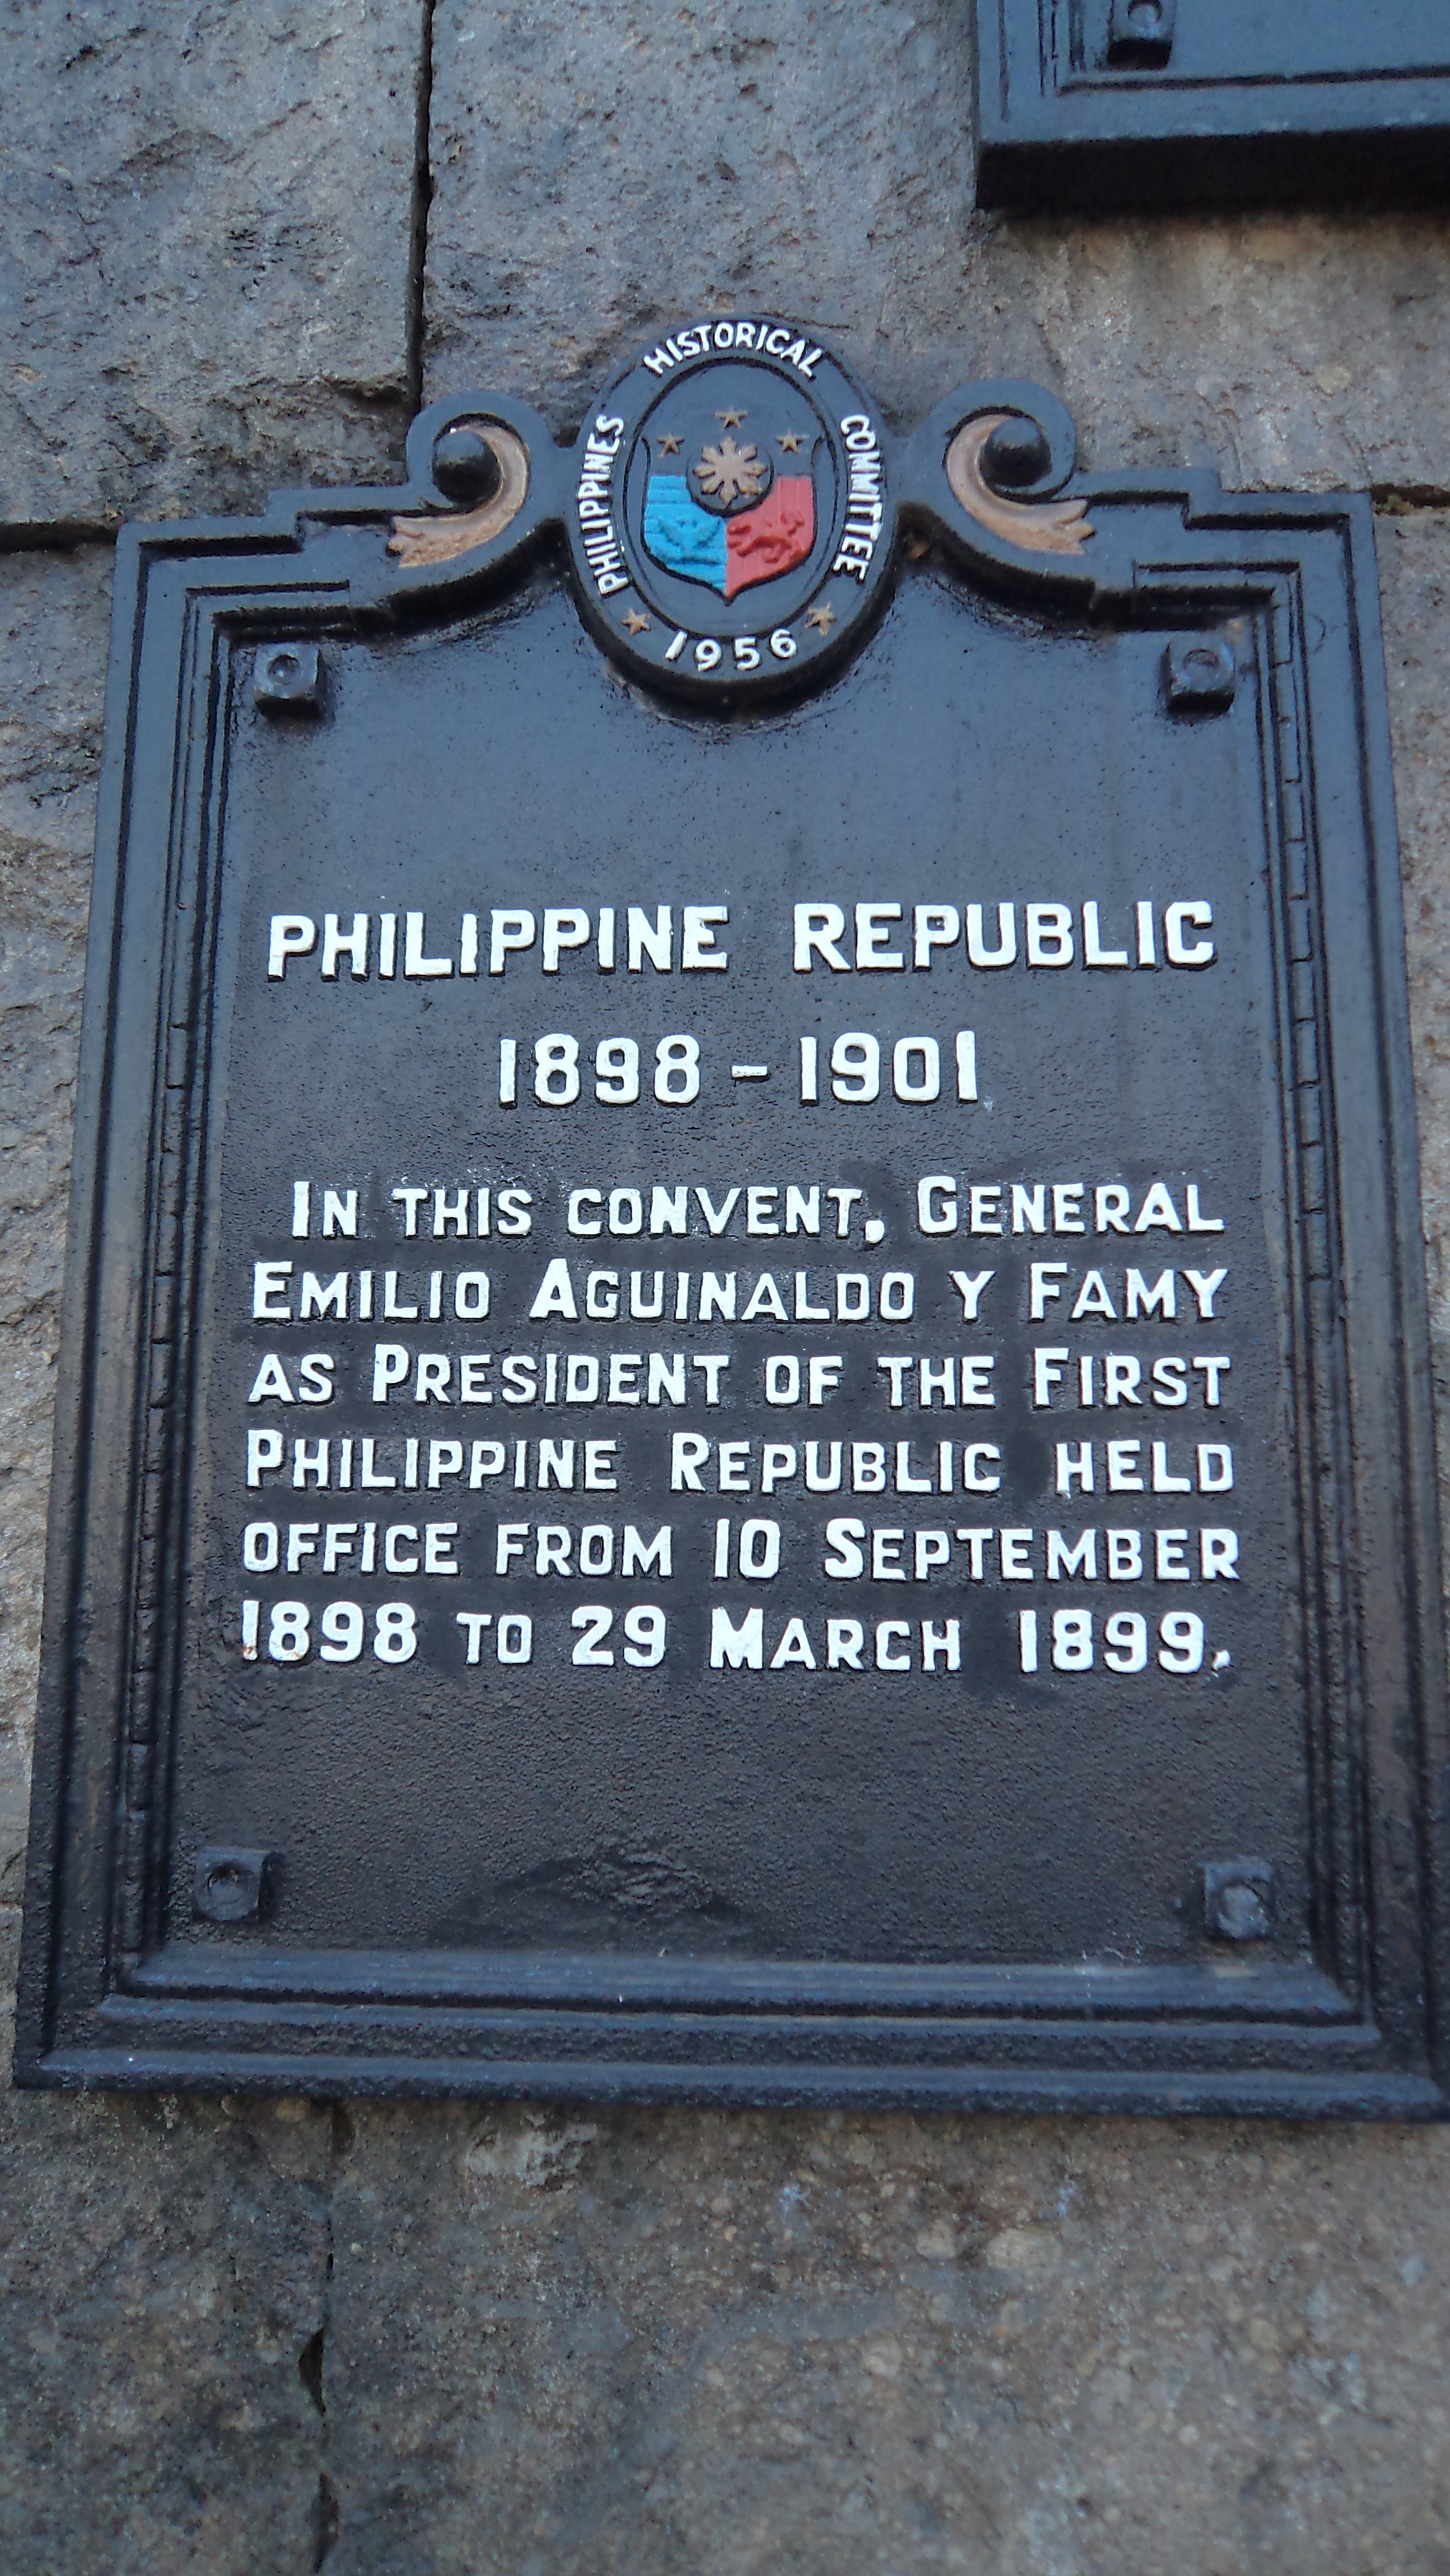 PHILIPPINES HISTORICAL COMMITTEE
1956
PHILIPPINE REPUBLIC
1898 - 1901
IN THIS CONVENT, GENERAL
EMILIO AGUINALDO Y FAMY
AS PRESIDENT OF THE FIRST
PHILIPPINE REPUBLIC HELD
OFFICE FROM 10 SEPTEMBER
1898 TO 29 MARCH 1899.